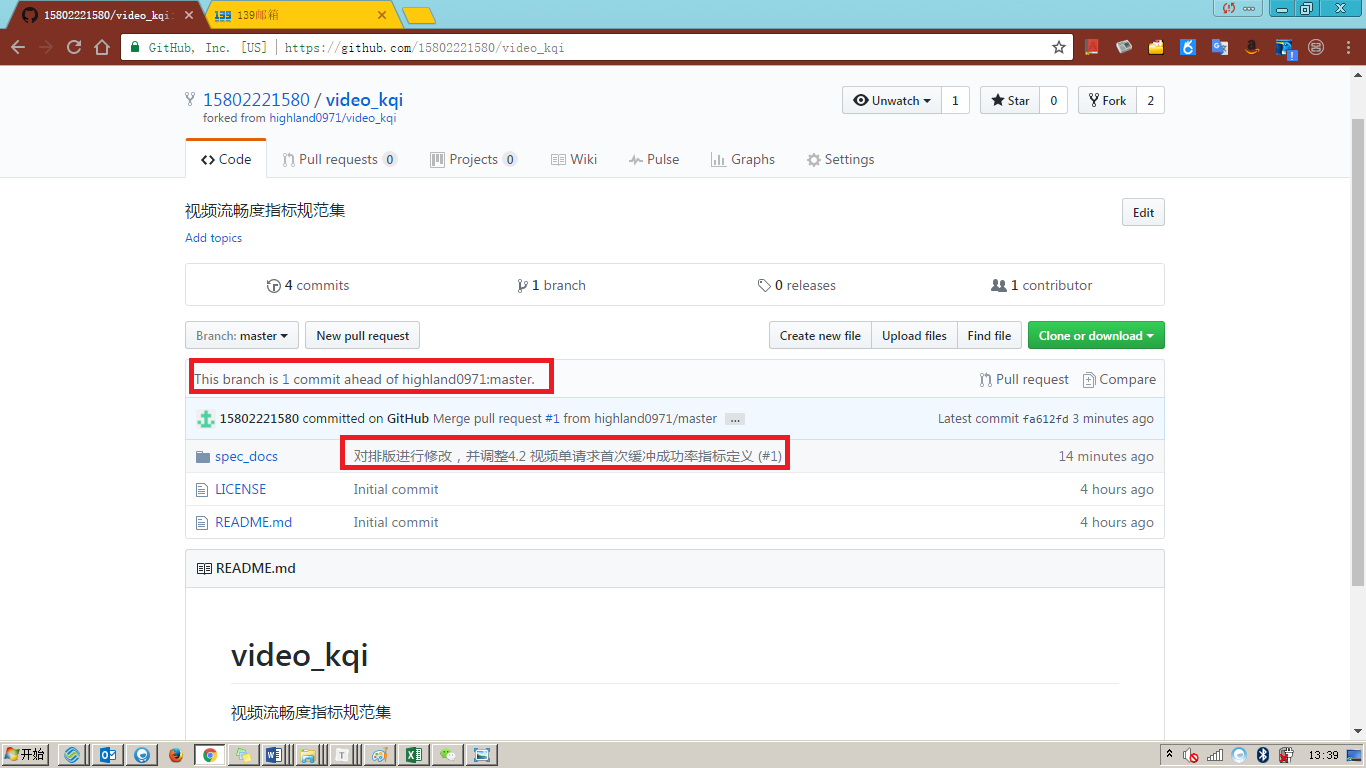 15802221580/video_kqi:
139邮箱
GitHub, Inc. [US] https://github.com/15802221580/video_kqi
15802221580 / video_kqi
Unwatch 1 Star 0 Fork 2
forked from highland0971/video_kqi
Code Pull requests 0 Projects 0 Wiki Pulse Graphs Settings
视频流畅度指标规范集
Edit
Add topics
4 commits 1 branch 0 releases 1 contributor
Branch: master New pull request Create new file Upload files Find file Clone or download
This branch is 1 commit ahead of highland0971:master. Pull request Compare
15802221580 committed on GitHub Merge pull request #1 from highland0971/master ... Latest commit fa612fd 3 minutes ago
spec_docs 对排版进行修改，并调整4.2 视频单请求首次缓冲成功率指标定义 (#1) 14 minutes ago
LICENSE Initial commit 4 hours ago
README.md Initial commit 4 hours ago
README.md
video_kqi
视频流畅度指标规范集
开始 13:39